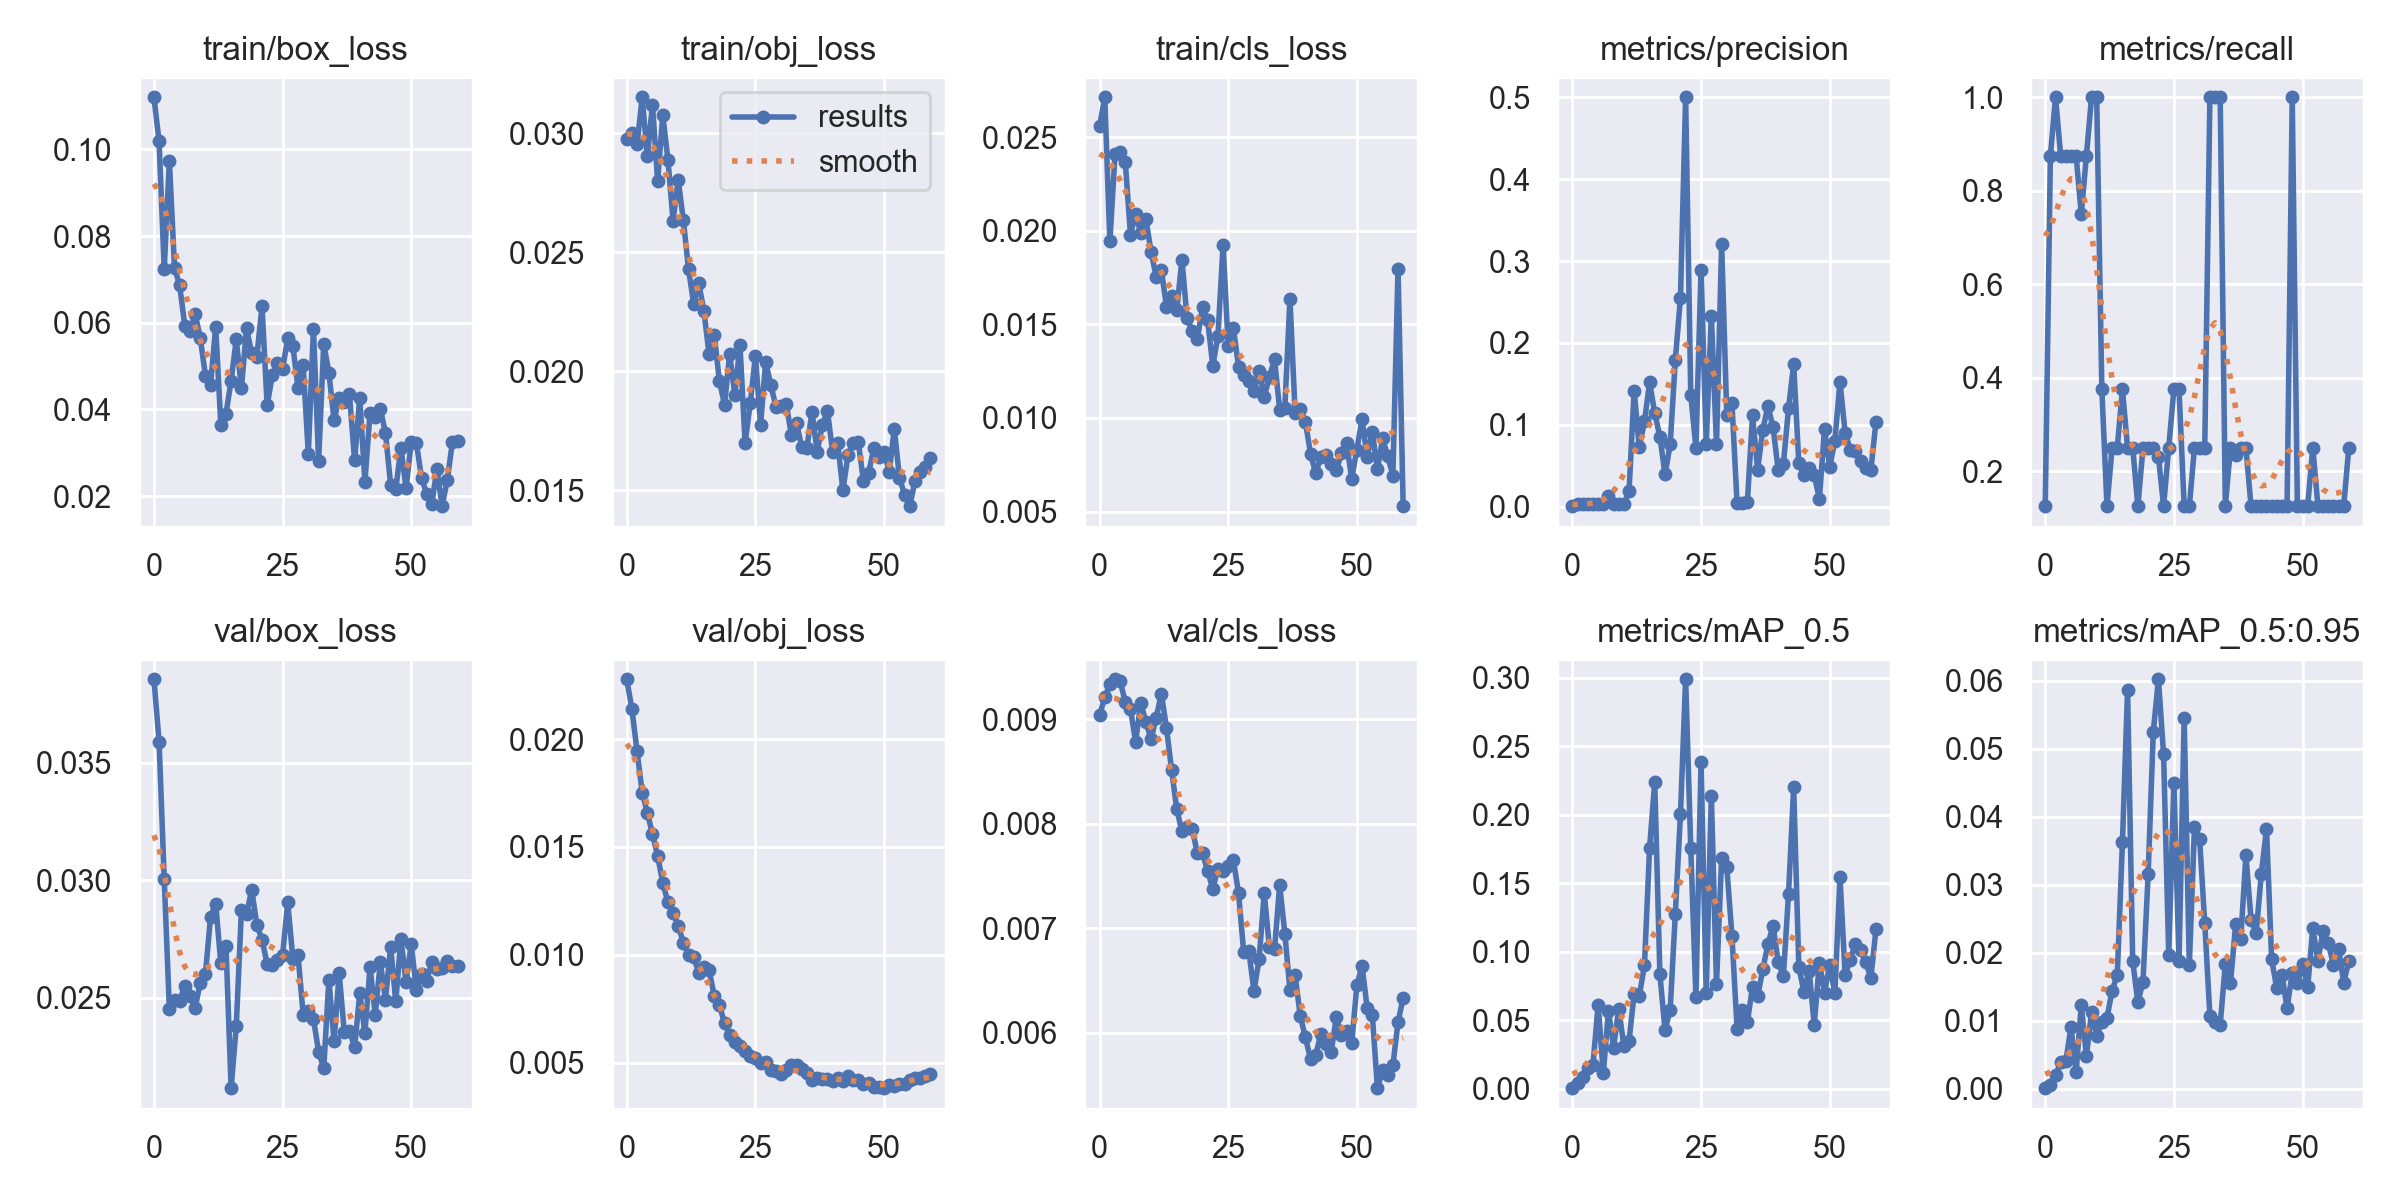 train/box_loss
0.10
0.08
0.06
0.04
0.02
0 25 50
train/obj_loss
results
smooth
0.030
0.025
0.020
0.015
0 25 50
train/cls_loss
0.025
0.020
0.015
0.010
0.005
0 25 50
metrics/precision
0.5
0.4
0.3
0.2
0.1
0.0
0 25 50
metrics/recall
1.0
0.8
0.6
0.4
0.2
0 25 50
val/box_loss
0.035
0.030
0.025
0 25 50
val/obj_loss
0.020
0.015
0.010
0.005
0 25 50
val/cls_loss
0.009
0.008
0.007
0.006
0 25 50
metrics/mAP_0.5
0.30
0.25
0.20
0.15
0.10
0.05
0.00
0 25 50
metrics/mAP_0.5:0.95
0.06
0.05
0.04
0.03
0.02
0.01
0.00
0 25 50